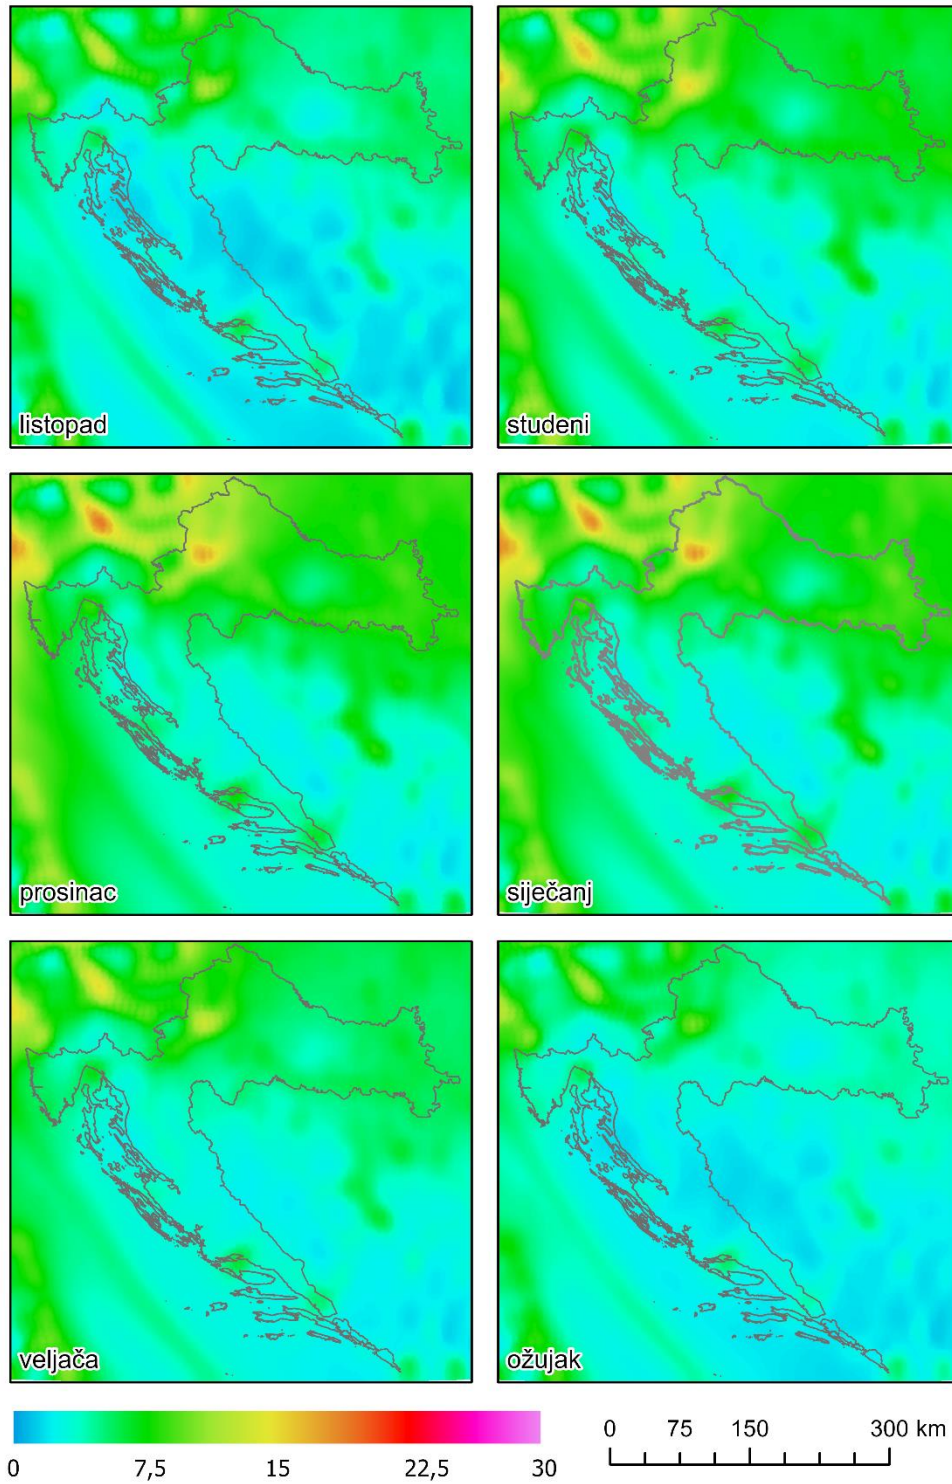 listopad
studeni
prosinac
siječanj
veljača
ožujak
0 75 150 300 km
0 7,5 15 22,5 30